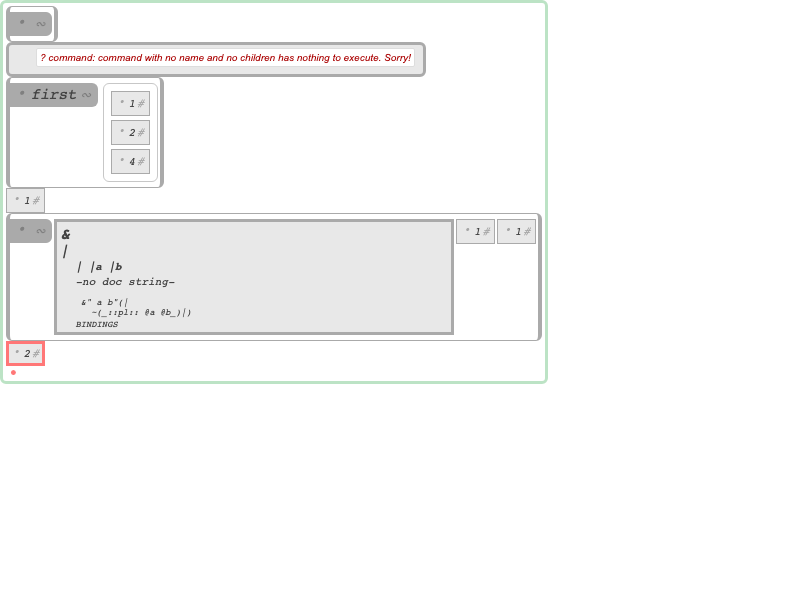 * ∾
? command: command with no name and no children has nothing to execute. Sorry!
* first ∾
* 1 #
* 2 #
* 4 #
* 1 #
* ∾
&
|
| |a |b
-no doc string-
&" a b"(|
~(_::pl:: @a @b_)|)
BINDINGS
* 1 # * 1 #
* 2 #